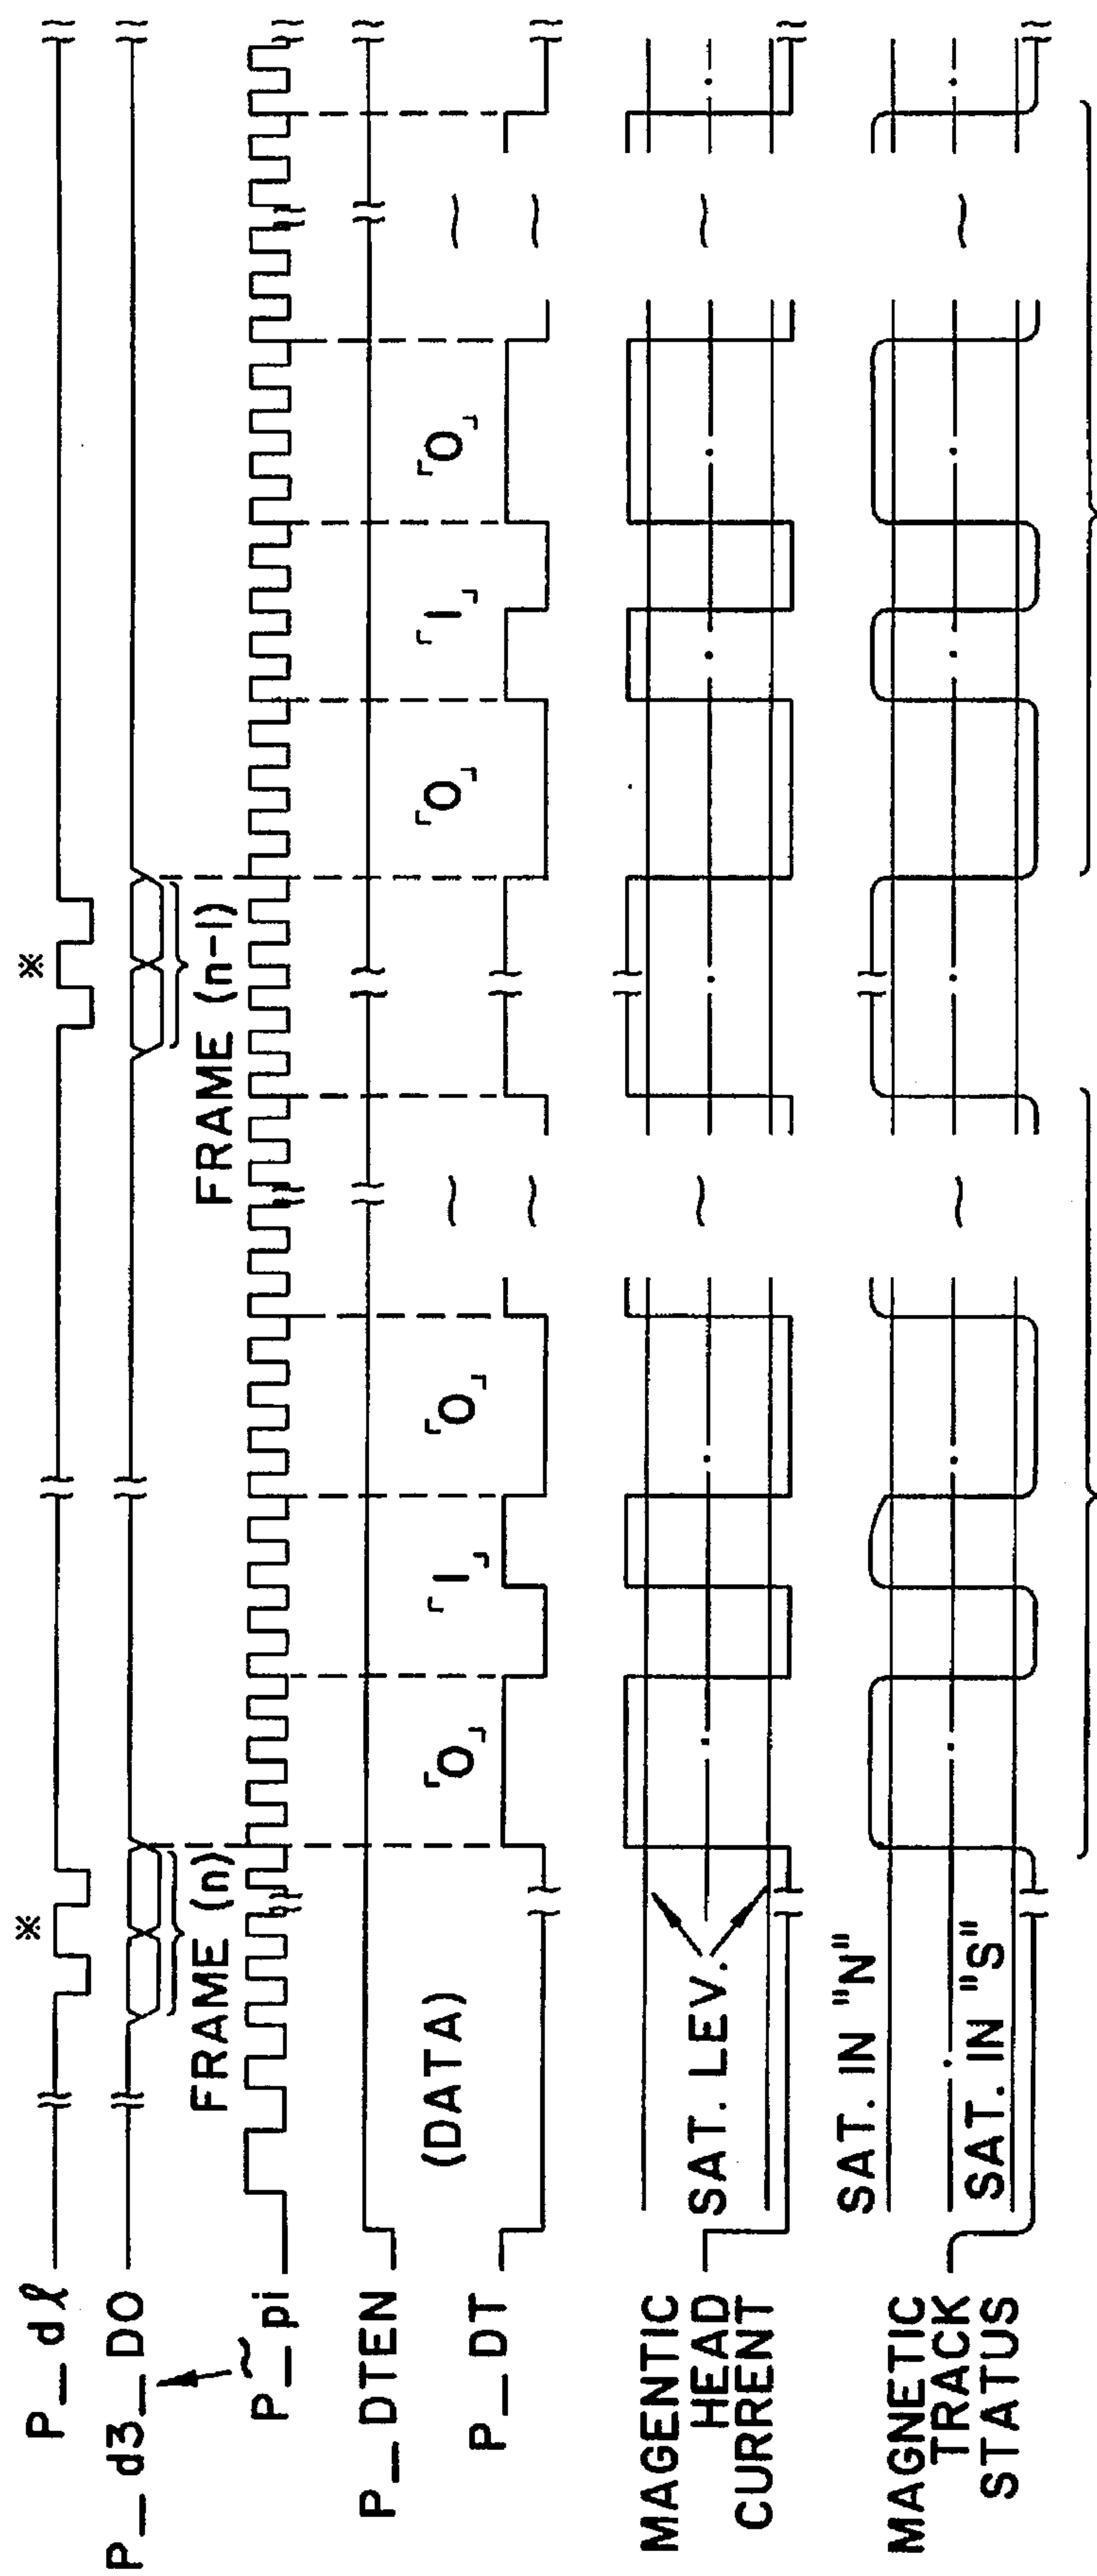 P_dℓ
※
※
P_d3_DO
~
FRAME (n)
FRAME (n-1)
P_pi
P_DTEN
(DATA)
「0」
「1」
「0」
~
「0」
「1」
「0」
~
P_DT
~
~
MAGENTIC
HEAD
CURRENT
SAT. LEV.
~
~
MAGNETIC
TRACK
STATUS
SAT. IN "N"
SAT. IN "S"
~
~